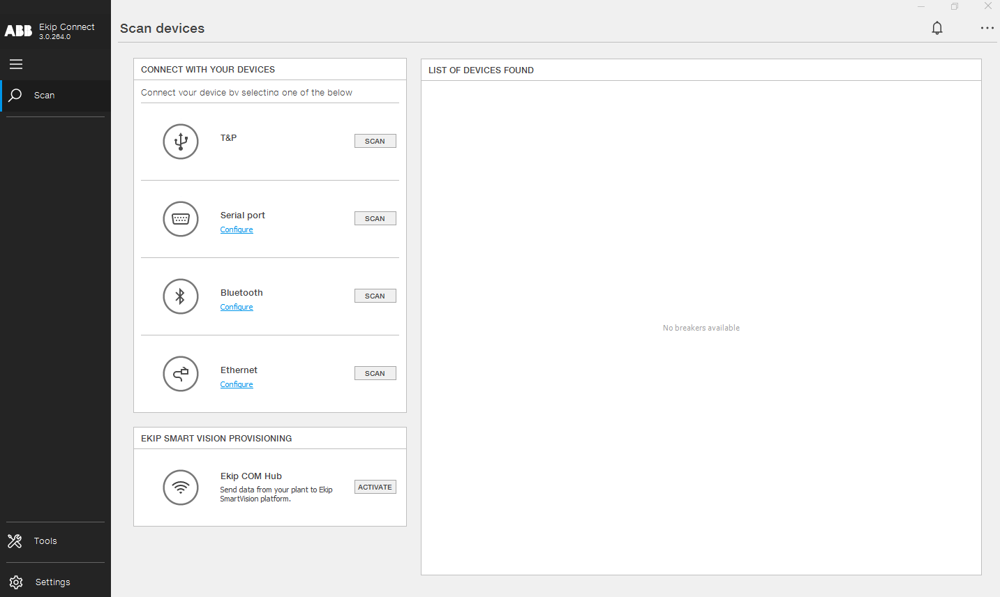 ABB
Ekip Connect
3.0.264.0
Scan
Tools
Settings
Scan devices
CONNECT WITH YOUR DEVICES
Connect your device by selecting one of the below
T&P
SCAN
Serial port
Configure
SCAN
Bluetooth
Configure
SCAN
Ethernet
Configure
SCAN
EKIP SMART VISION PROVISIONING
Ekip COM Hub
Send data from your plant to Ekip
SmartVision platform.
ACTIVATE
LIST OF DEVICES FOUND
No breakers available